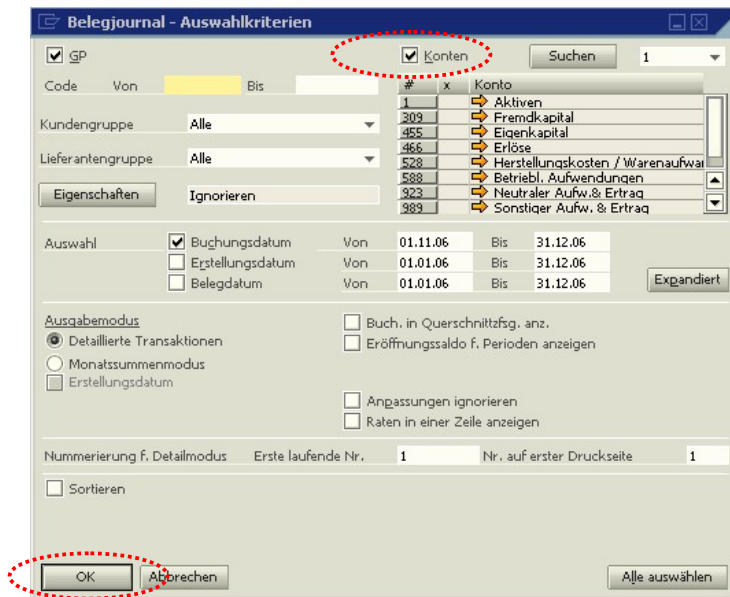 Belegjournal - Auswahlkriterien
GP
Konten
Suchen
1
Code Von Bis
# x Konto
1 Aktiven
309 Fremdkapital
455 Eigenkapital
466 Erlöse
528 Herstellungskosten / Warenaufwan
588 Betriebl. Aufwendungen
923 Neutraler Aufw.& Ertrag
989 Sonstiger Aufw. & Ertrag
Kundengruppe Alle
Lieferantengruppe Alle
Eigenschaften Ignorieren
Auswahl Buchungsdatum Von 01.11.06 Bis 31.12.06
Erstellungsdatum Von 01.01.06 Bis 31.12.06
Belegdatum Von 01.01.06 Bis 31.12.06
Expandiert
Ausgabemodus
Detaillierte Transaktionen
Monatssummenmodus
Erstellungsdatum
Buch. in Querschnittzfsg. anz.
Eröffnungssaldo f. Perioden anzeigen
Anpassungen ignorieren
Raten in einer Zeile anzeigen
Nummerierung f. Detailmodus Erste laufende Nr. 1 Nr. auf erster Druckseite 1
Sortieren
OK Abbrechen Alle auswählen